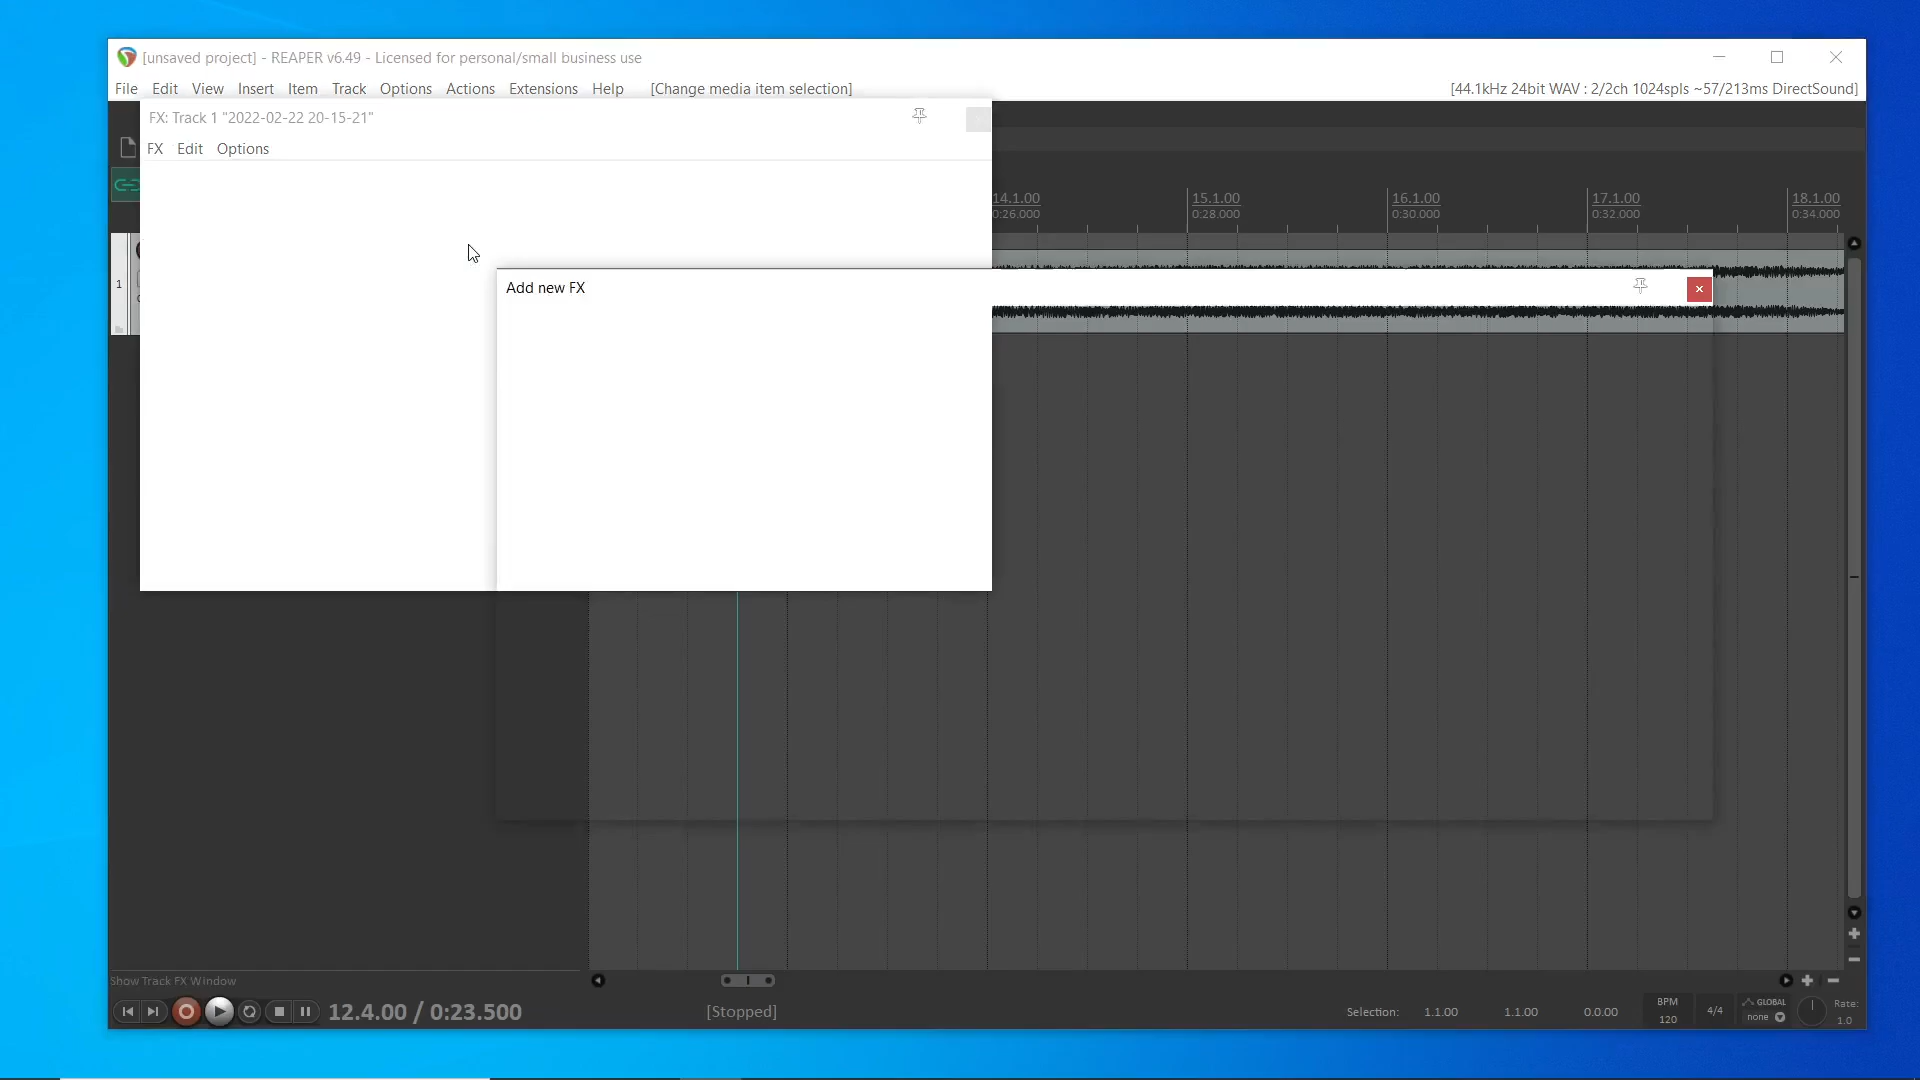 [unsaved project] - REAPER v6.49 - Licensed for personal/small business use
File Edit View Insert Item Track Options Actions Extensions Help [Change media item selection] [44.1kHz 24bit WAV : 2/2ch 1024spls ~57/213ms DirectSound]
FX: Track 1 "2022-02-22 20-15-21"
FX Edit Options
14.1.00 15.1.00 16.1.00 17.1.00 18.1.00
0:26.000 0:28.000 0:30.000 0:32.000 0:34.000
1
Add new FX
Show Track FX Window
12.4.00 / 0:23.500 [Stopped] Selection: 1.1.00 1.1.00 0.0.00
BPM
120
4/4
GLOBAL
none
Rate:
1.0